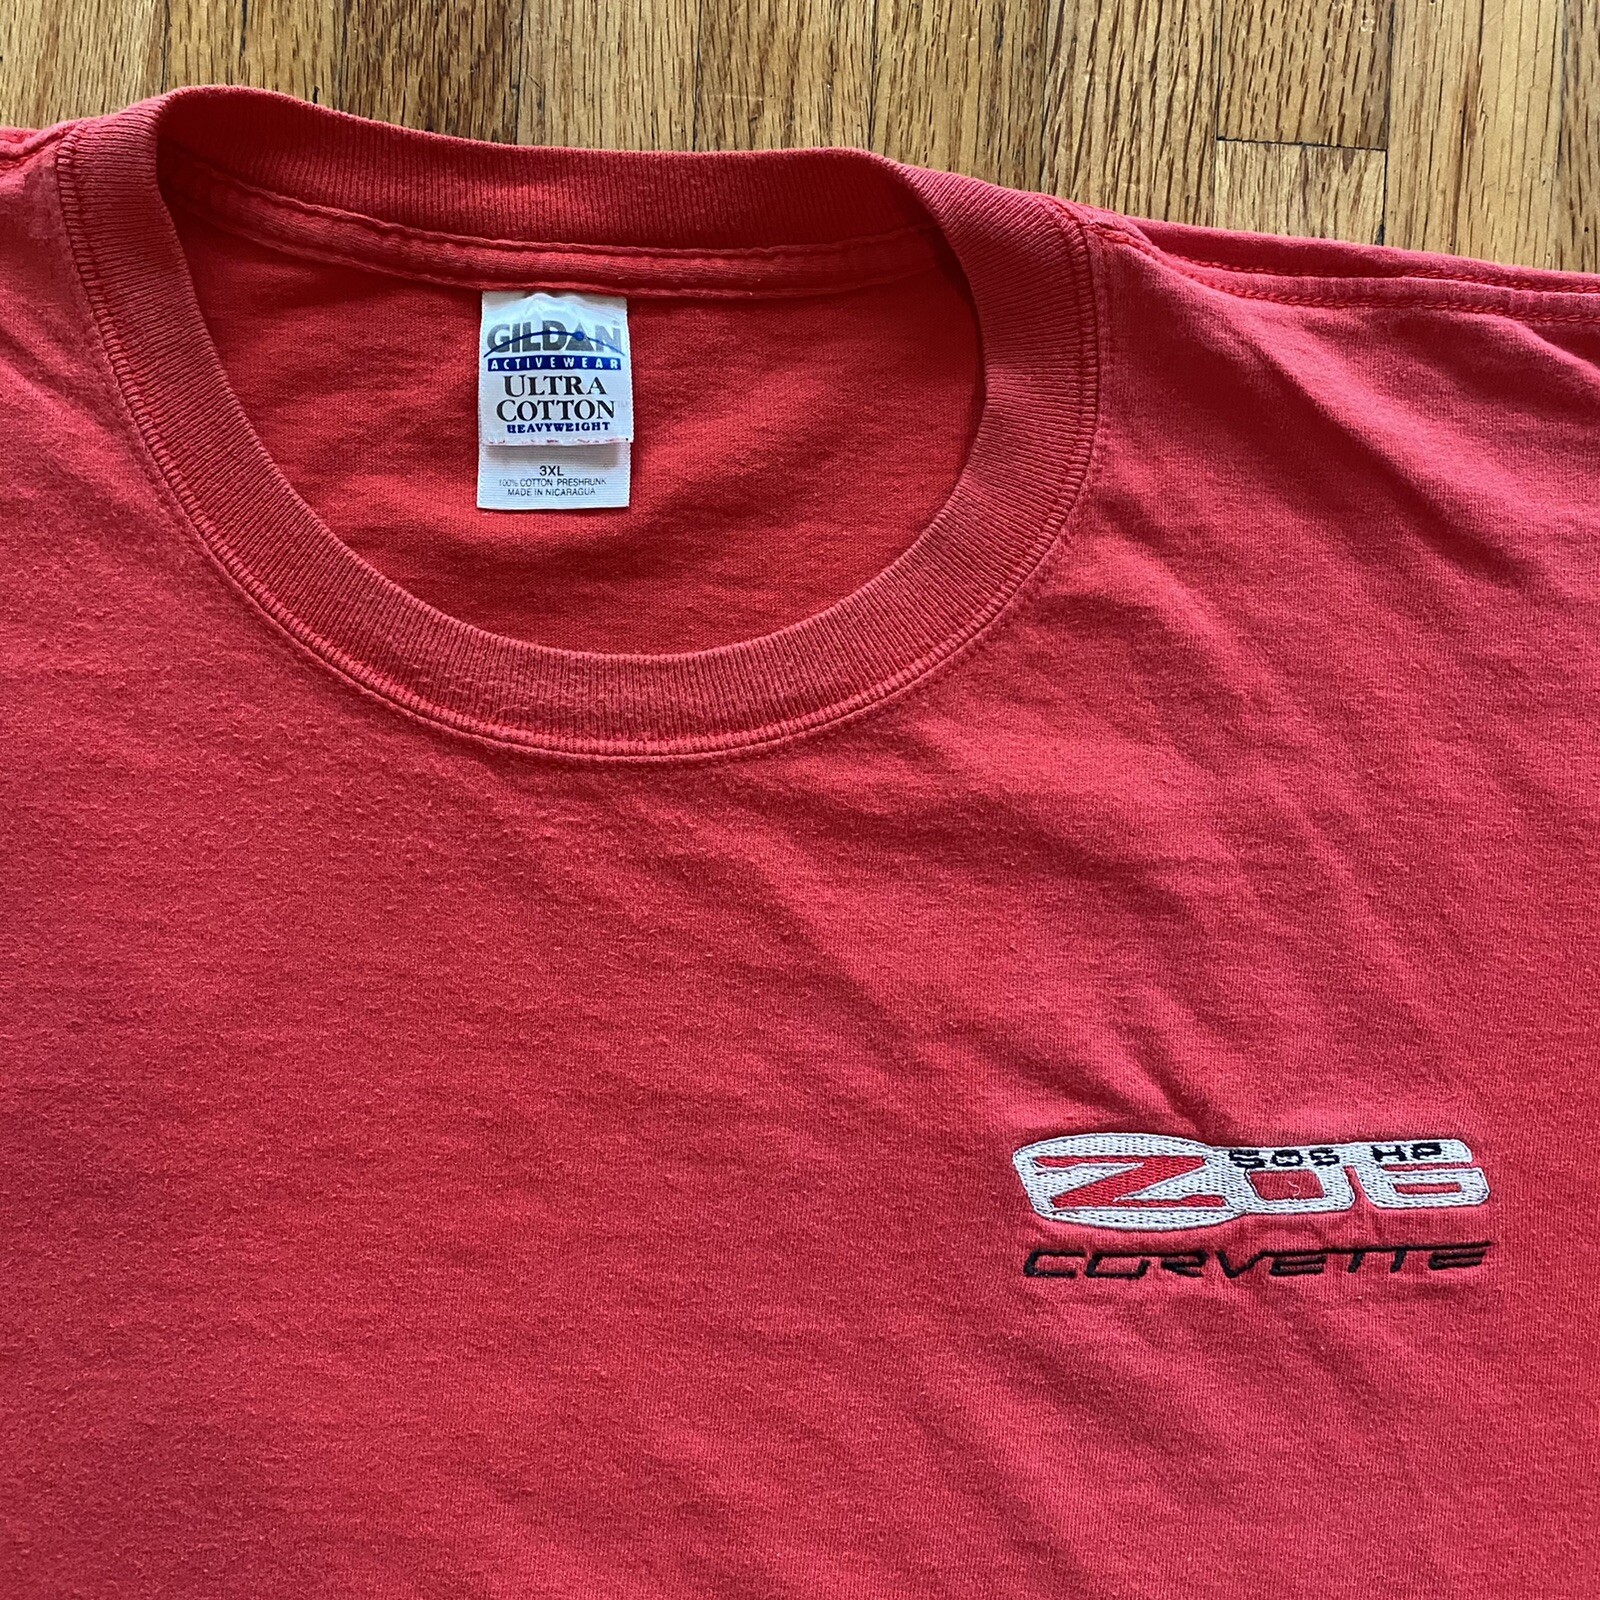 GILDAN
ACTIVEWEAR
ULTRA
COTTON
HEAVYWEIGHT
3XL
100% COTTON PRESHRUNK
MADE IN NICARAGUA
505 HP
Z06
CORVETTE